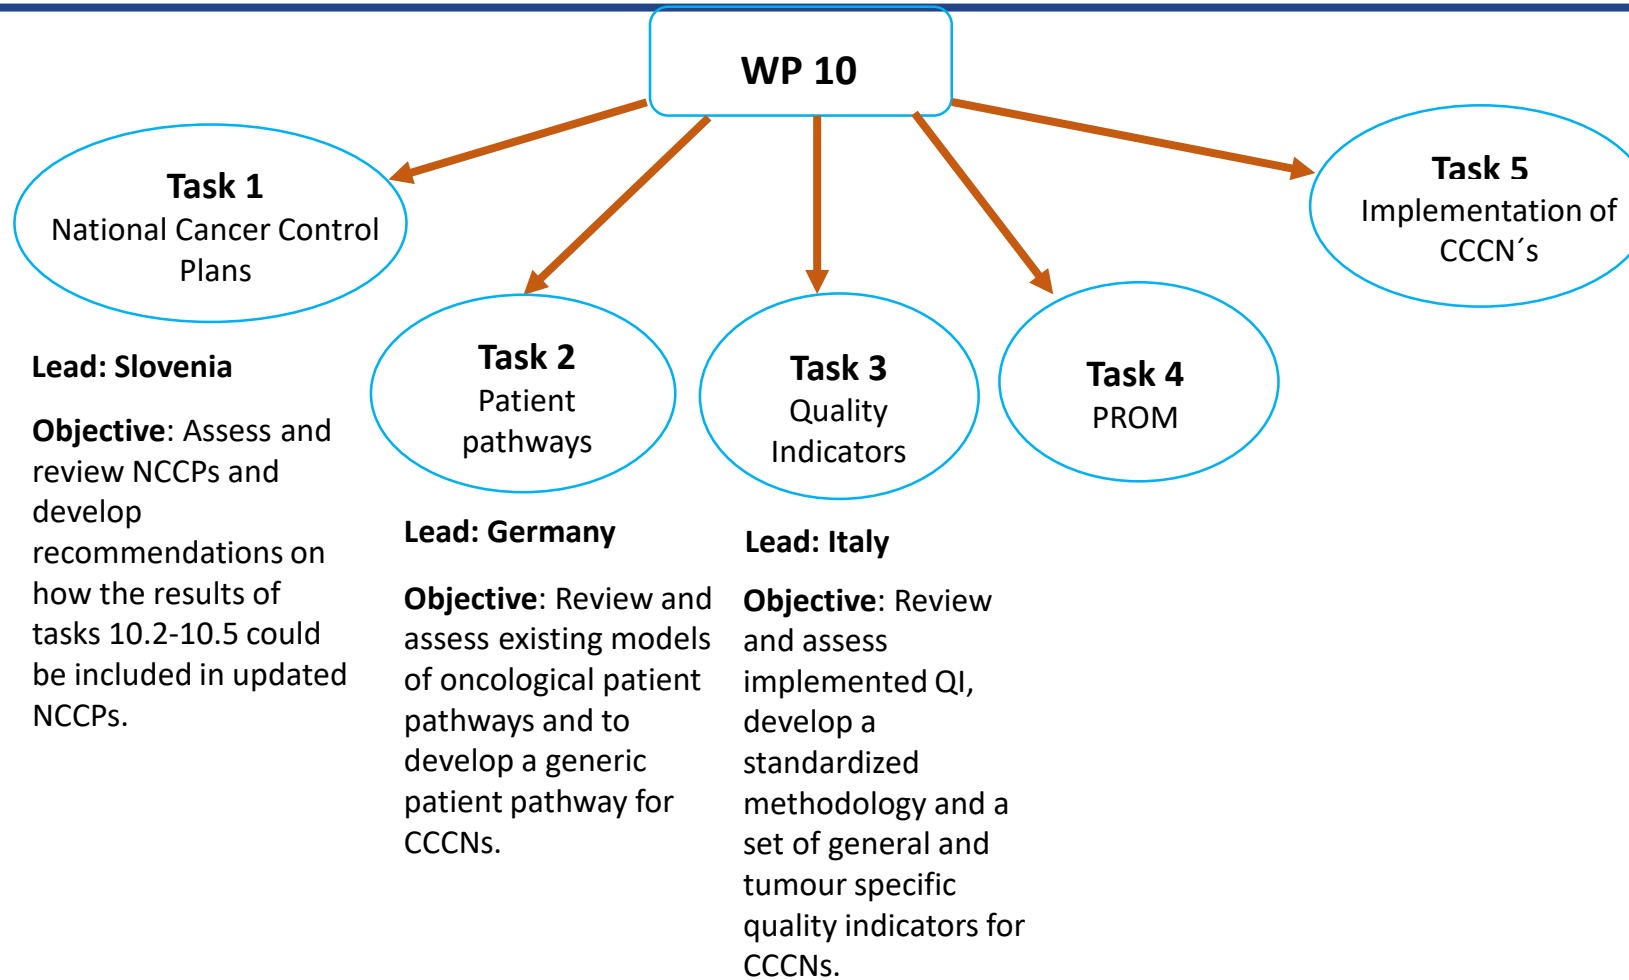 WP 10
Task 1
National Cancer Control
Plans
Lead: Slovenia
Objective: Assess and
review NCCPs and
develop
recommendations on
how the results of
tasks 10.2-10.5 could
be included in updated
NCCPs.
Task 2
Patient
pathways
Lead: Germany
Objective: Review and
assess existing models
of oncological patient
pathways and to
develop a generic
patient pathway for
CCCNs.
Task 3
Quality
Indicators
Lead: Italy
Objective: Review
and assess
implemented QI,
develop a
standardized
methodology and a
set of general and
tumour specific
quality indicators for
CCCNs.
Task 4
PROM
Task 5
Implementation of
CCCN´s